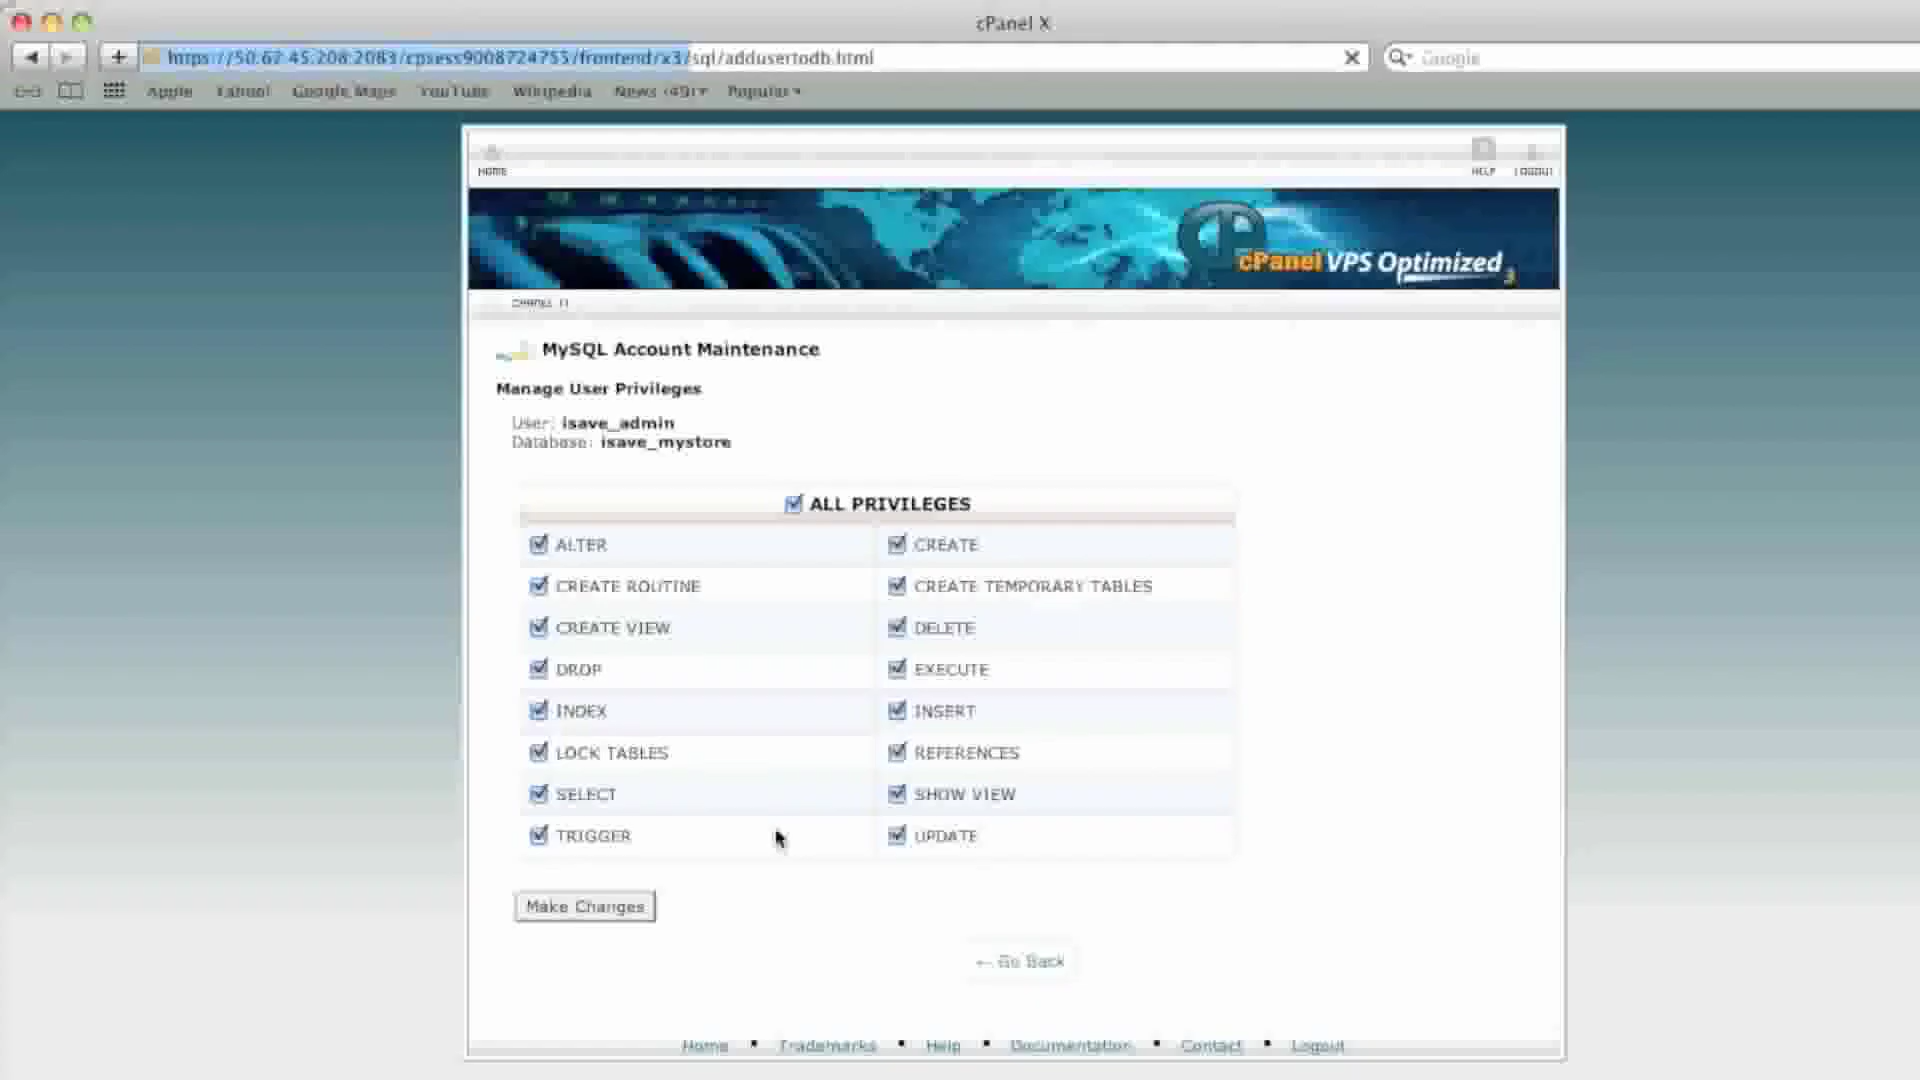 cPanel X
https://50.62.45.208:2083/cpsess9008724755/frontend/x3/sql/addusertodb.html
Google
Apple Yahoo! Google Maps YouTube Wikipedia News (49) Popular
HOME HELP LOGOUT
cPanel VPS Optimized 3
CPANEL 11
MySQL Account Maintenance
Manage User Privileges
User: isave_admin
Database: isave_mystore
ALL PRIVILEGES
ALTER CREATE
CREATE ROUTINE CREATE TEMPORARY TABLES
CREATE VIEW DELETE
DROP EXECUTE
INDEX INSERT
LOCK TABLES REFERENCES
SELECT SHOW VIEW
TRIGGER UPDATE
Make Changes
← Go Back
Home • Trademarks • Help • Documentation • Contact • Logout